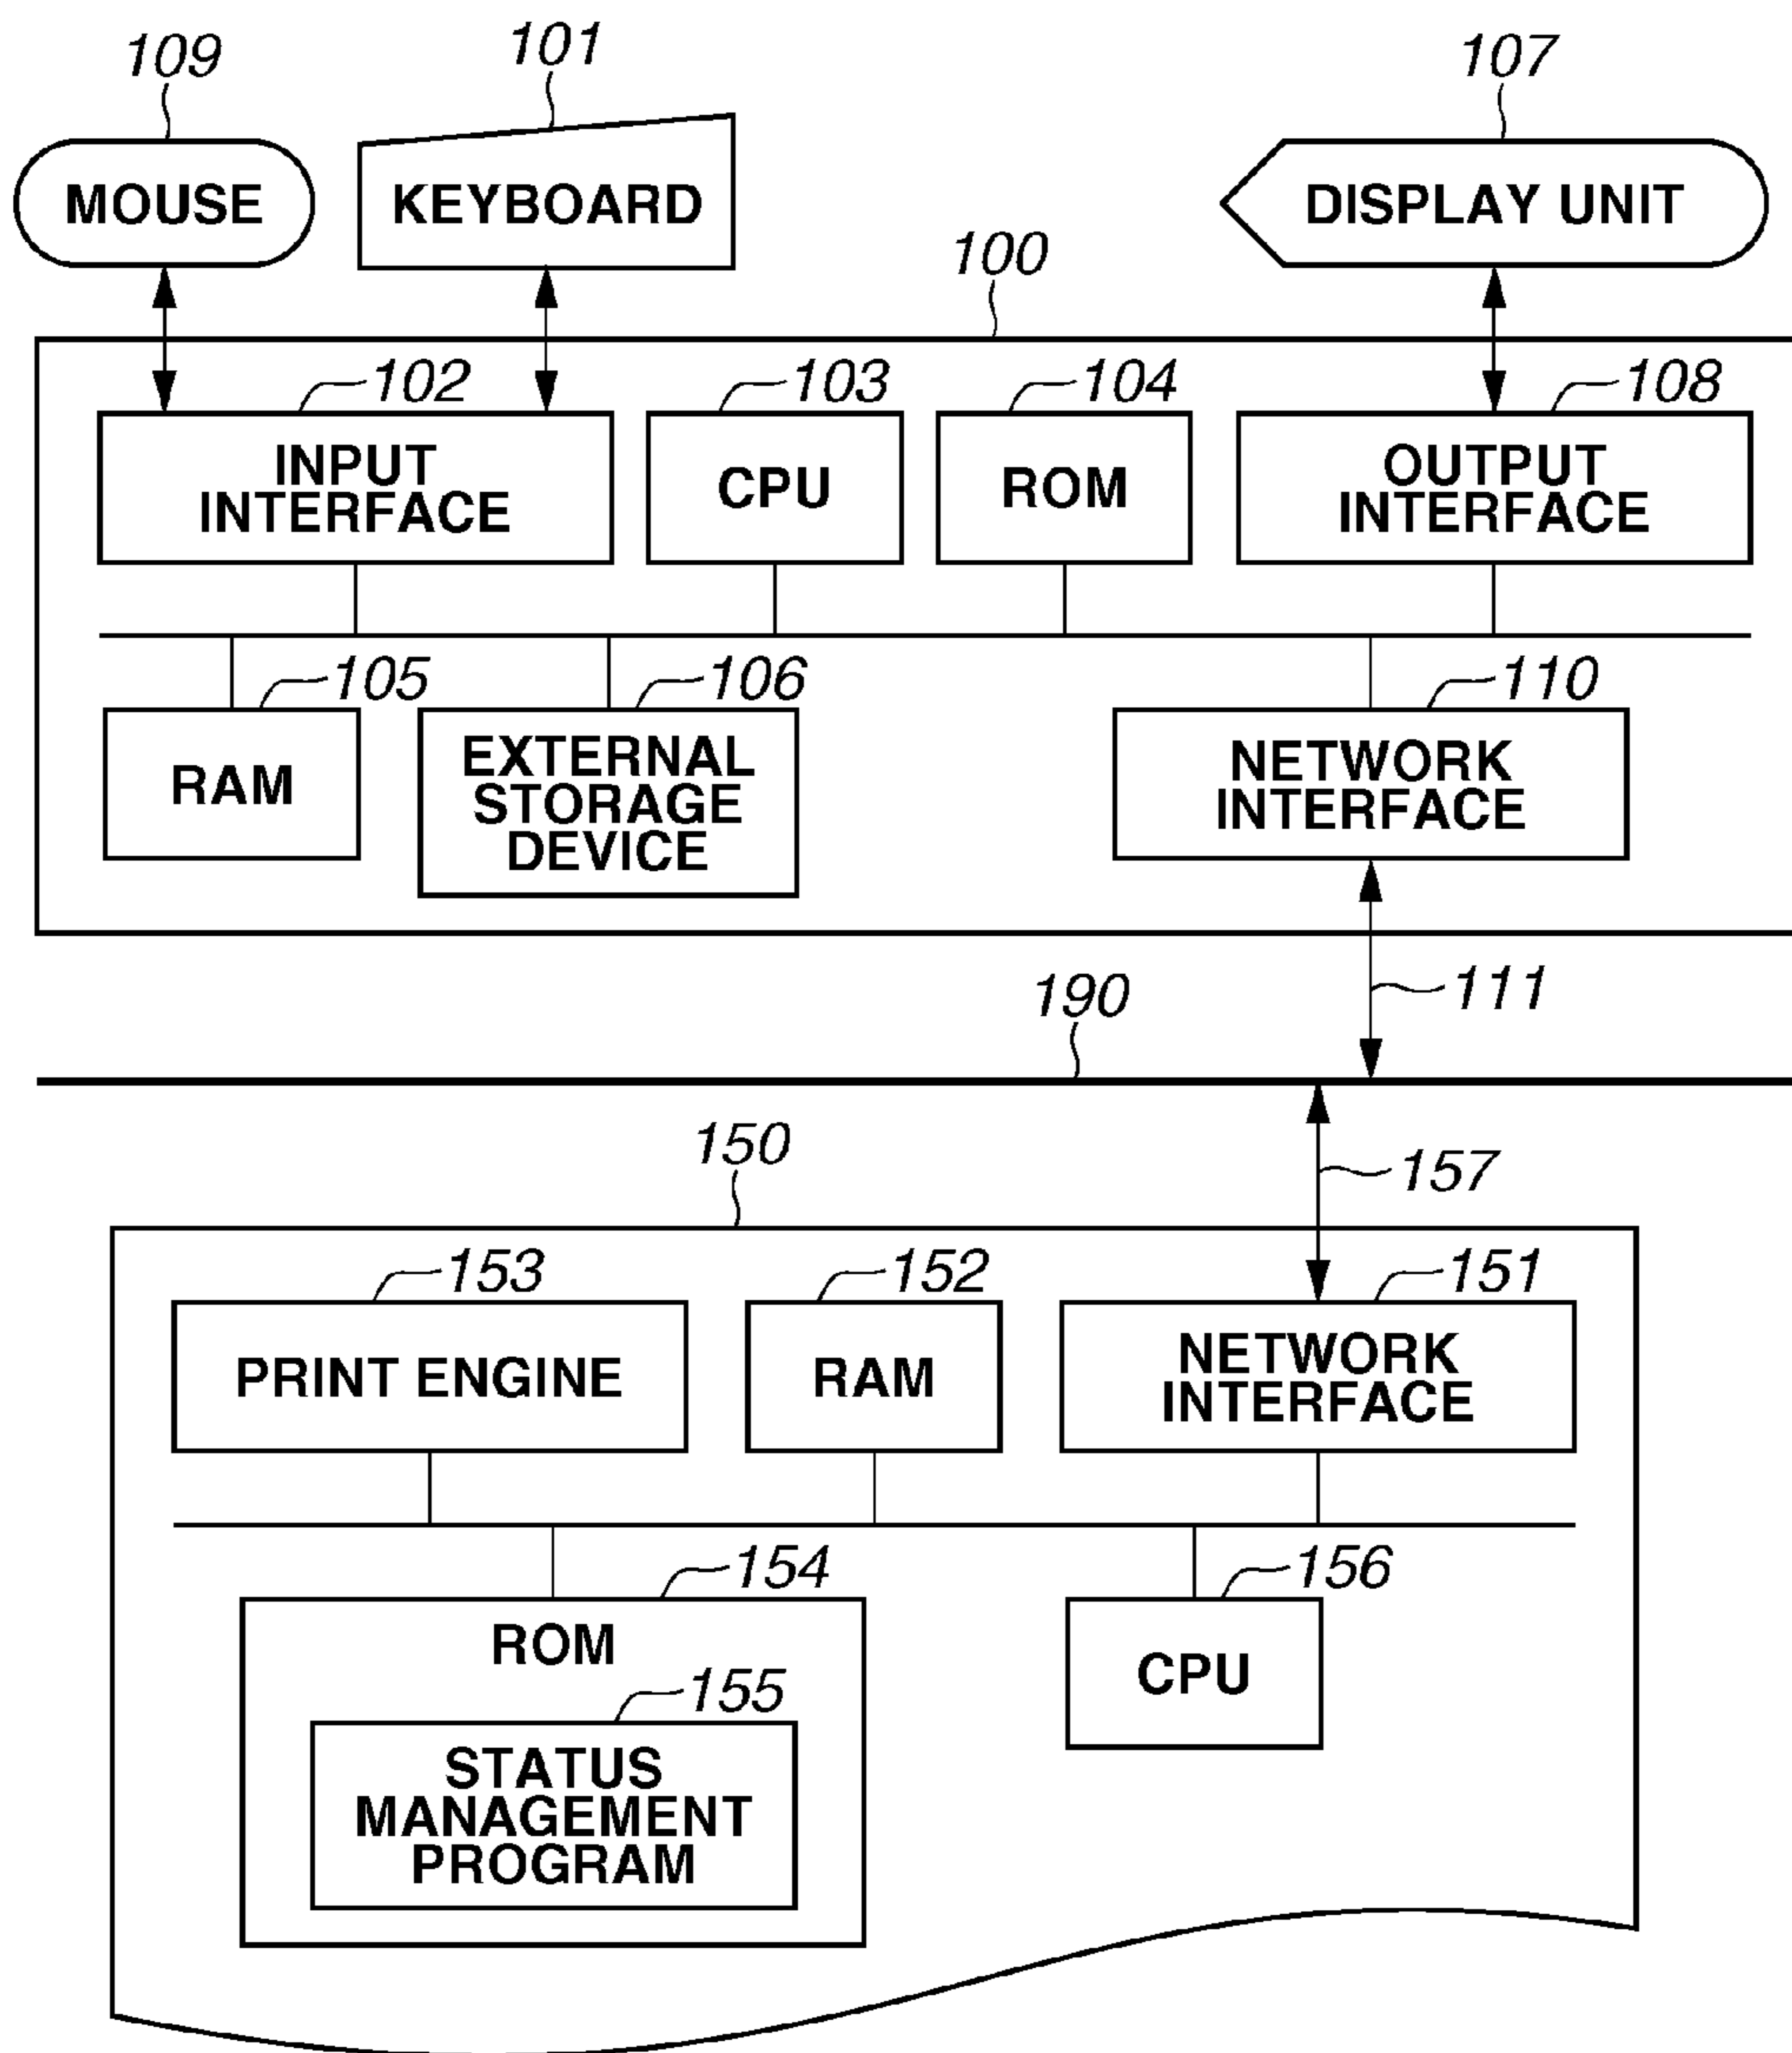 109
101
107
MOUSE
KEYBOARD
DISPLAY UNIT
100
102
103
104
108
INPUT
INTERFACE
CPU
ROM
OUTPUT
INTERFACE
105
106
110
RAM
EXTERNAL
STORAGE
DEVICE
NETWORK
INTERFACE
111
190
150
157
153
152
151
PRINT ENGINE
RAM
NETWORK
INTERFACE
154
156
ROM
CPU
155
STATUS
MANAGEMENT
PROGRAM